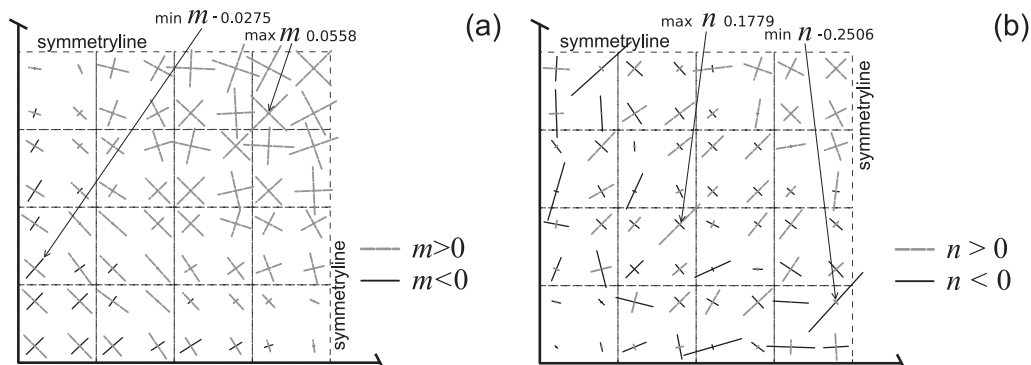 min m -0.0275
max m 0.0558
(a)
symmetryline
symmetryline
m>0
m<0
max n 0.1779
min n -0.2506
(b)
symmetryline
symmetryline
n > 0
n < 0